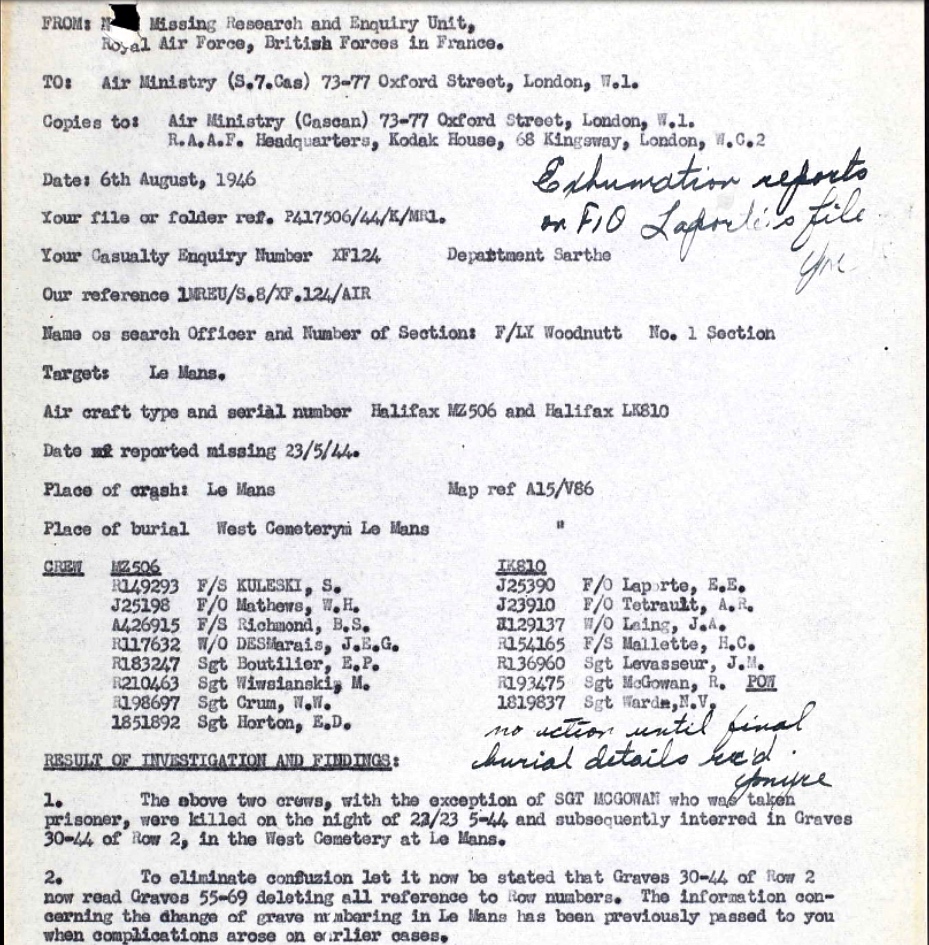 FROM: N Missing Research and Enquiry Unit,
Royal Air Force, British Forces in France.
TO: Air Ministry (S.7.Cas) 73-77 Oxford Street, London, W.1.
Copies to: Air Ministry (Cascan) 73-77 Oxford Street, London, W.1.
R.A.A.F. Headquarters, Kodak House, 68 Kingsway, London, W.C.2
Date: 6th August, 1946
Exhumation reports
on F/O Laporte's file
Your file or folder ref. P417506/44/K/MR1.
Your Casualty Enquiry Number XF124 Department Sarthe
Our reference 1MREU/S.8/XF.124/AIR
Name os search Officer and Number of Section: F/LY Woodnutt No. 1 Section
Target: Le Mans.
Air craft type and serial number Halifax MZ506 and Halifax LK810
Date reported missing 23/5/44.
Place of crash: Le Mans Map ref A15/V86
Place of burial West Cemeterym Le Mans "
CREW MZ506 LK810
R149293 F/S KULESKI, S. J25390 F/O Laporte, E.E.
J25198 F/O Mathews, W.H. J23910 F/O Tetrault, A.R.
A426915 F/S Richmond, B.S. R129137 W/O Laing, J.A.
R117632 W/O DESMarais, J.E.G. R154165 F/S Mallette, H.C.
R183247 Sgt Boutilier, E.P. R136960 Sgt Levasseur, J.M.
R210463 Sgt Wiwsianski, M. R193475 Sgt McGowan, R. POW
R198697 Sgt Crum, W.W. 1819837 Sgt Warde,N.V.
1851892 Sgt Horton, E.D.
no action until final
burial details rec'd.
RESULT OF INVESTIGATION AND FINDINGS:
1. The above two crews, with the exception of SGT MCGOWAN who was taken
prisoner, were killed on the night of 22/23 5-44 and subsequently interred in Graves
30-44 of Row 2, in the West Cemetery at Le Mans.
2. To eliminate confuzion let it now be stated that Graves 30-44 of Row 2
now read Graves 55-69 deleting all reference to Row numbers. The information con-
cerning the change of grave numbering in Le Mans has been previously passed to you
when complications arose on earlier cases.